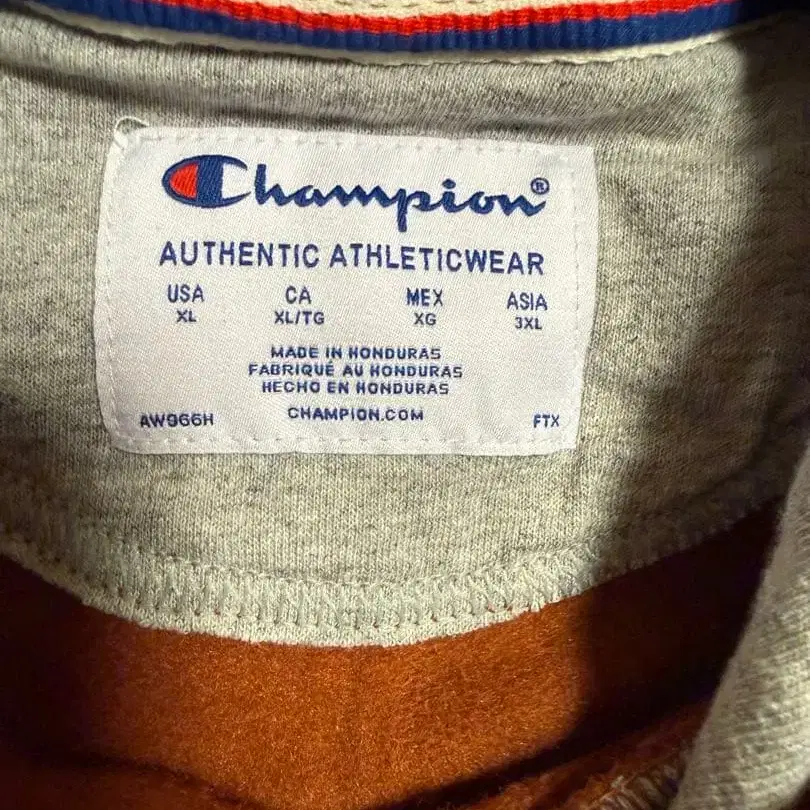 Champion®
AUTHENTIC ATHLETICWEAR
USA CA MEX ASIA
XL XL/TG XG 3XL
MADE IN HONDURAS
FABRIQUÉ AU HONDURAS
HECHO EN HONDURAS
AW966H CHAMPION.COM FTX